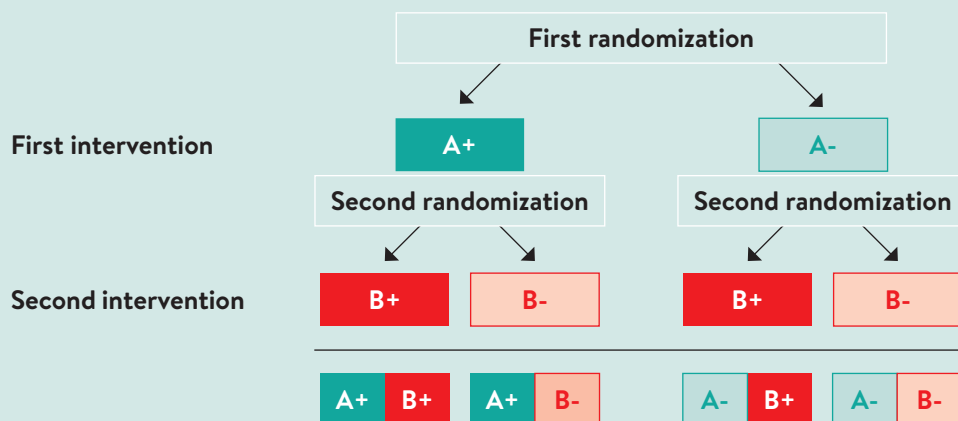 First randomization
First intervention
A+
A-
Second randomization
Second randomization
Second intervention
B+
B-
B+
B-
A+ B+
A+ B-
A- B+
A- B-